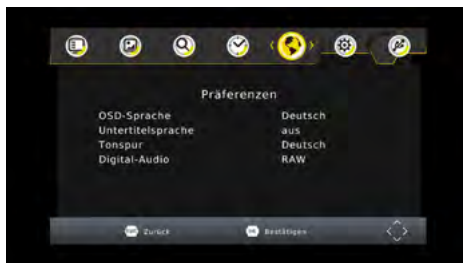 Präferenzen
OSD-Sprache Deutsch
Untertitelsprache aus
Tonspur Deutsch
Digital-Audio RAW
Zurück Bestätigen